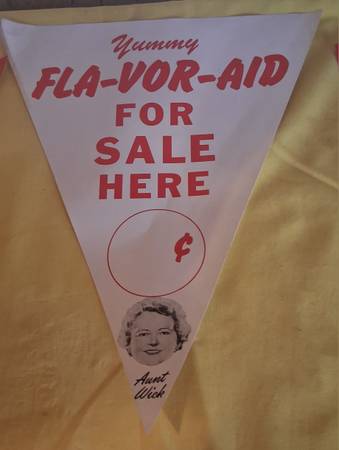 Yummy
FLA-VOR-AID
FOR
SALE
HERE
¢
Aunt
Wick